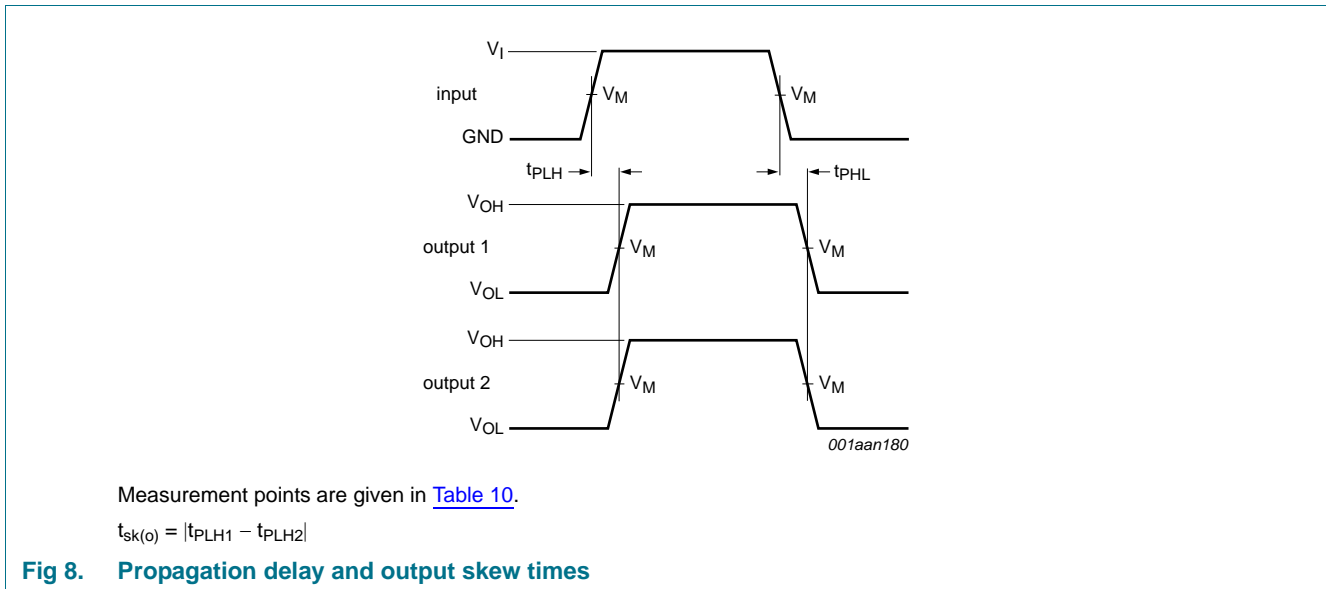 V_I
input V_M V_M
GND
t_PLH t_PHL
V_OH
output 1 V_M V_M
V_OL
V_OH
output 2 V_M V_M
V_OL
001aan180
Measurement points are given in Table 10.
t_sk(o) = |t_PLH1 − t_PLH2|
Fig 8. Propagation delay and output skew times